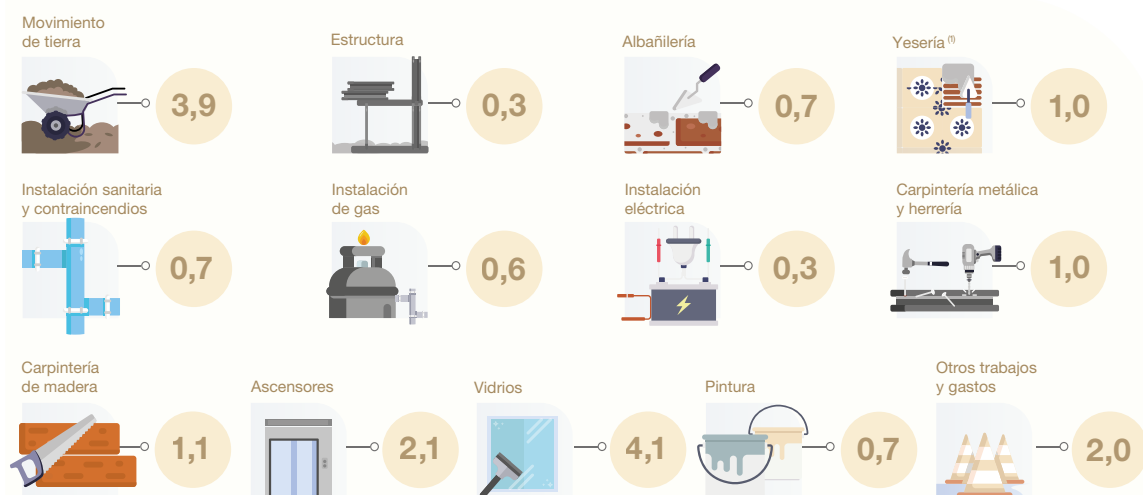 Movimiento
de tierra
3,9
Estructura
0,3
Albañilería
0,7
Yesería (1)
1,0
Instalación sanitaria
y contraincendios
0,7
Instalación
de gas
0,6
Instalación
eléctrica
0,3
Carpintería metálica
y herrería
1,0
Carpintería
de madera
1,1
Ascensores
2,1
Vidrios
4,1
Pintura
0,7
Otros trabajos
y gastos
2,0